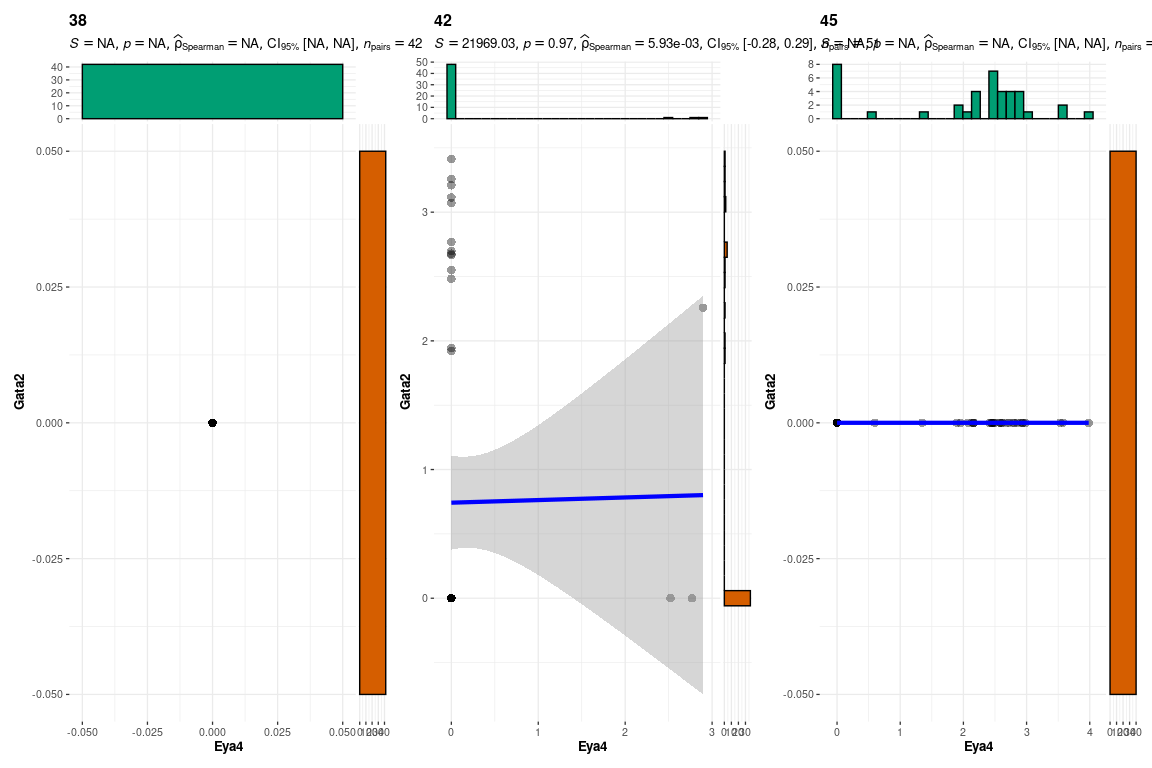 38 42 45
S = NA, p = NA, ρ̂Spearman = NA, CI95% [NA, NA], npairs = 42
S = 21969.03, p = 0.97, ρ̂Spearman = 5.93e-03, CI95% [-0.28, 0.29], npairs = 51
S = NA, p = NA, ρ̂Spearman = NA, CI95% [NA, NA], npairs =
40
30
20
10
0
50
40
30
20
10
0
8
6
4
2
0
0.050
0.025
0.000
-0.025
-0.050
Gata2
3
2
1
0
Gata2
0.050
0.025
0.000
-0.025
-0.050
Gata2
-0.050 -0.025 0.000 0.025 0.050
0 1 2 3
0 1 2 3 4
Eya4 Eya4 Eya4